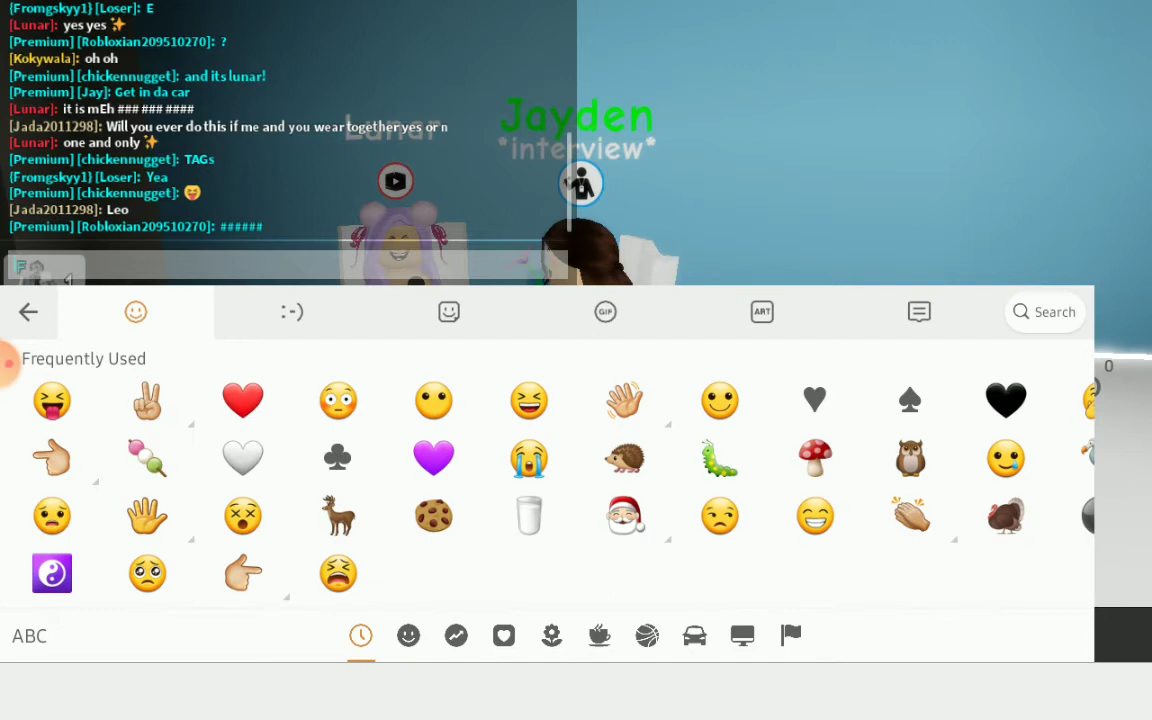 {Fromgskyy1} [Loser]: E
[Lunar]: yes yes ✨
[Premium] [Robloxian209510270]: ?
[Kokywala]: oh oh
[Premium] [chickennugget]: and its lunar!
[Premium] [Jay]: Get in da car
[Lunar]: it is mEh ### ### ####
[Jada2011298]: Will you ever do this if me and you wear together yes or n
[Lunar]: one and only ✨
[Premium] [chickennugget]: TAGs
{Fromgskyy1} [Loser]: Yea
[Premium] [chickennugget]: 😝
[Jada2011298]: Leo
[Premium] [Robloxian209510270]: ######
Lunar
Jayden
*interview*
F
1
:-)
GIF
ART
Search
Frequently Used
0
ABC